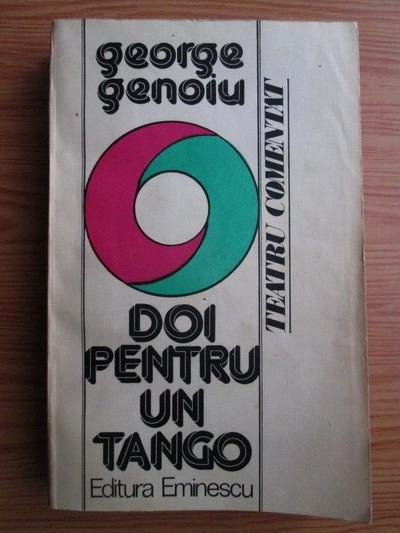 george
genoiu
TEATRU COMENTAT
DOI
PENTRU
UN
TANGO
Editura Eminescu